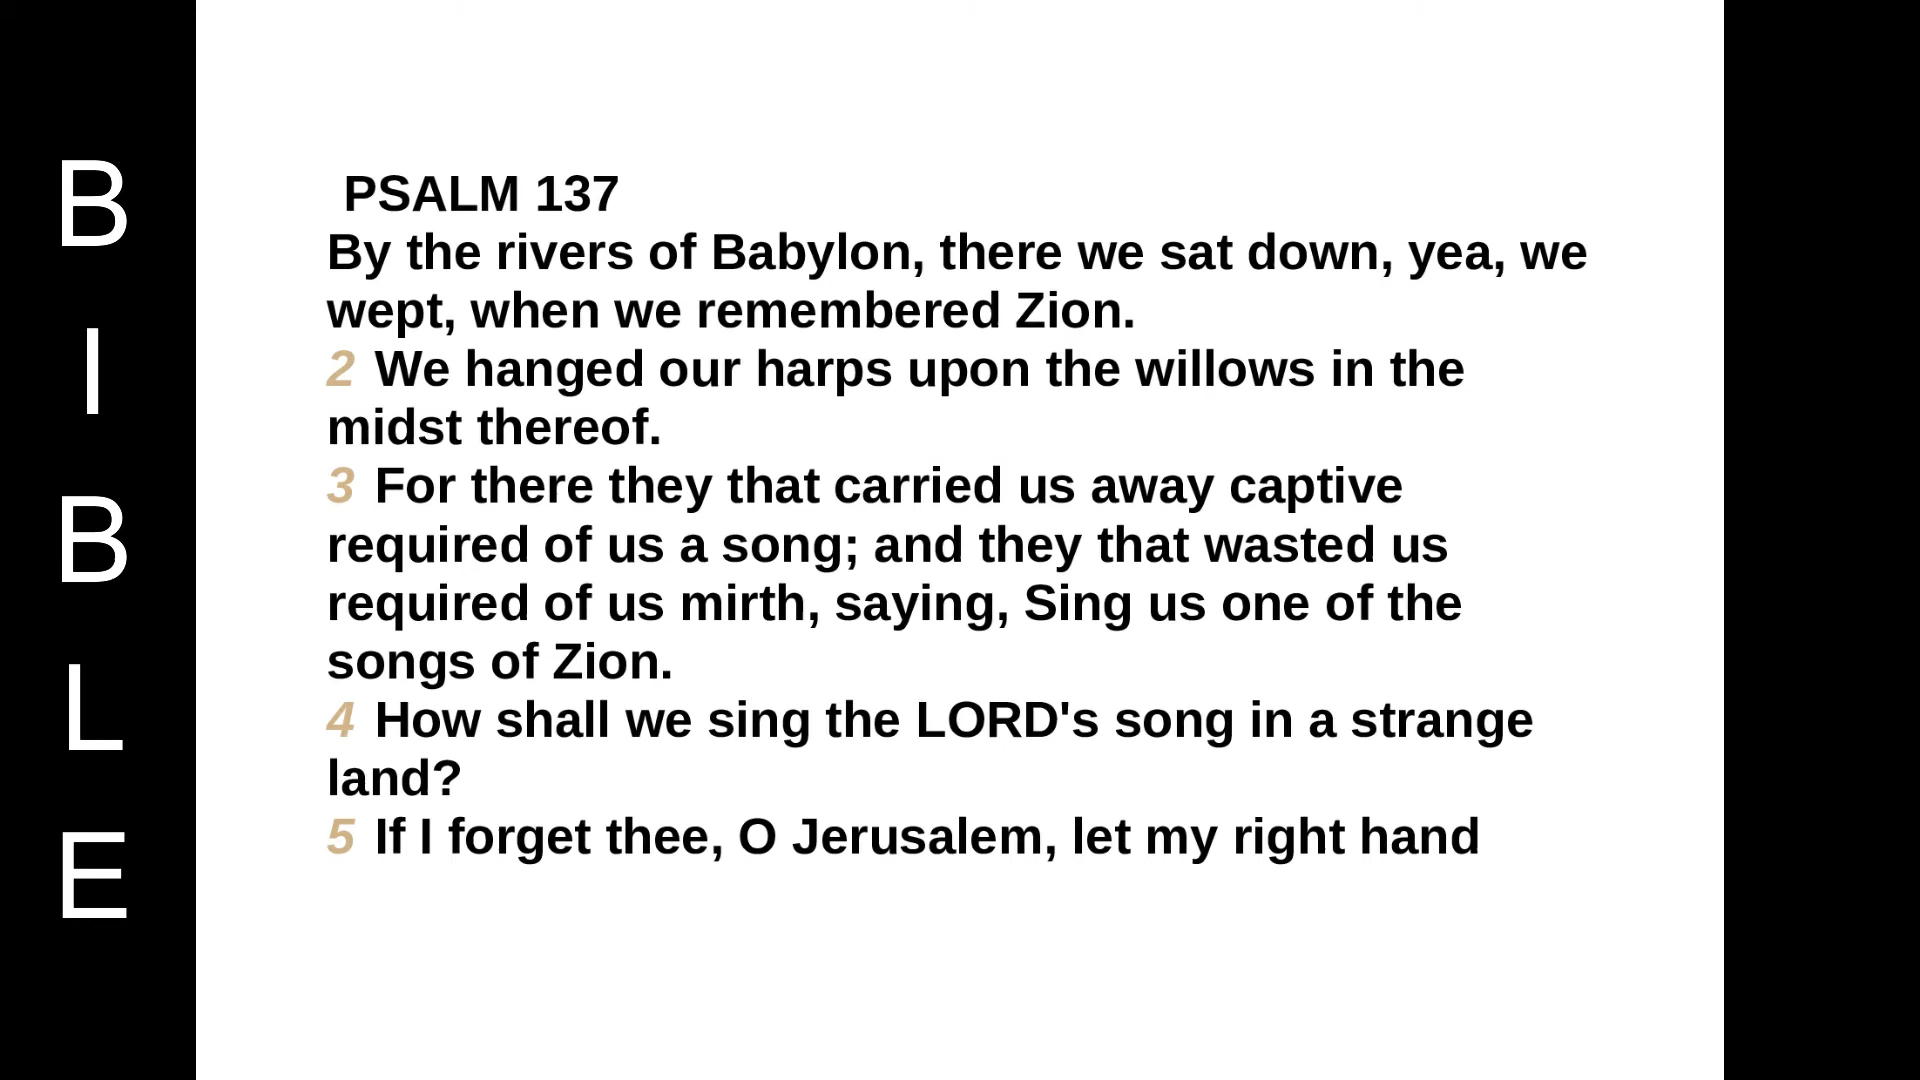 B
I
B
L
E
PSALM 137
By the rivers of Babylon, there we sat down, yea, we
wept, when we remembered Zion.
2 We hanged our harps upon the willows in the
midst thereof.
3 For there they that carried us away captive
required of us a song; and they that wasted us
required of us mirth, saying, Sing us one of the
songs of Zion.
4 How shall we sing the LORD's song in a strange
land?
5 If I forget thee, O Jerusalem, let my right hand